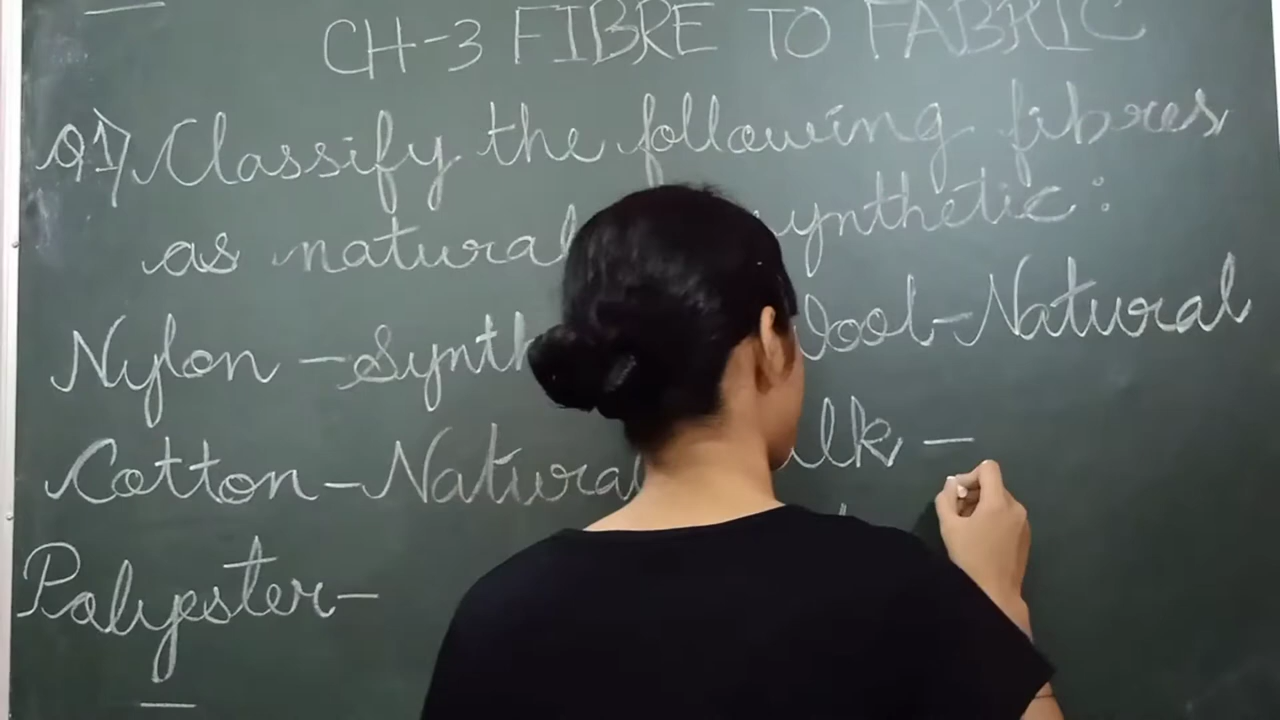 CH-3 FIBRE TO FABRIC
Q1) Classify the following fibres
as natural synthetic:
Nylon - Synth Wool - Natural
Cotton - Natural Silk -
Polyester -